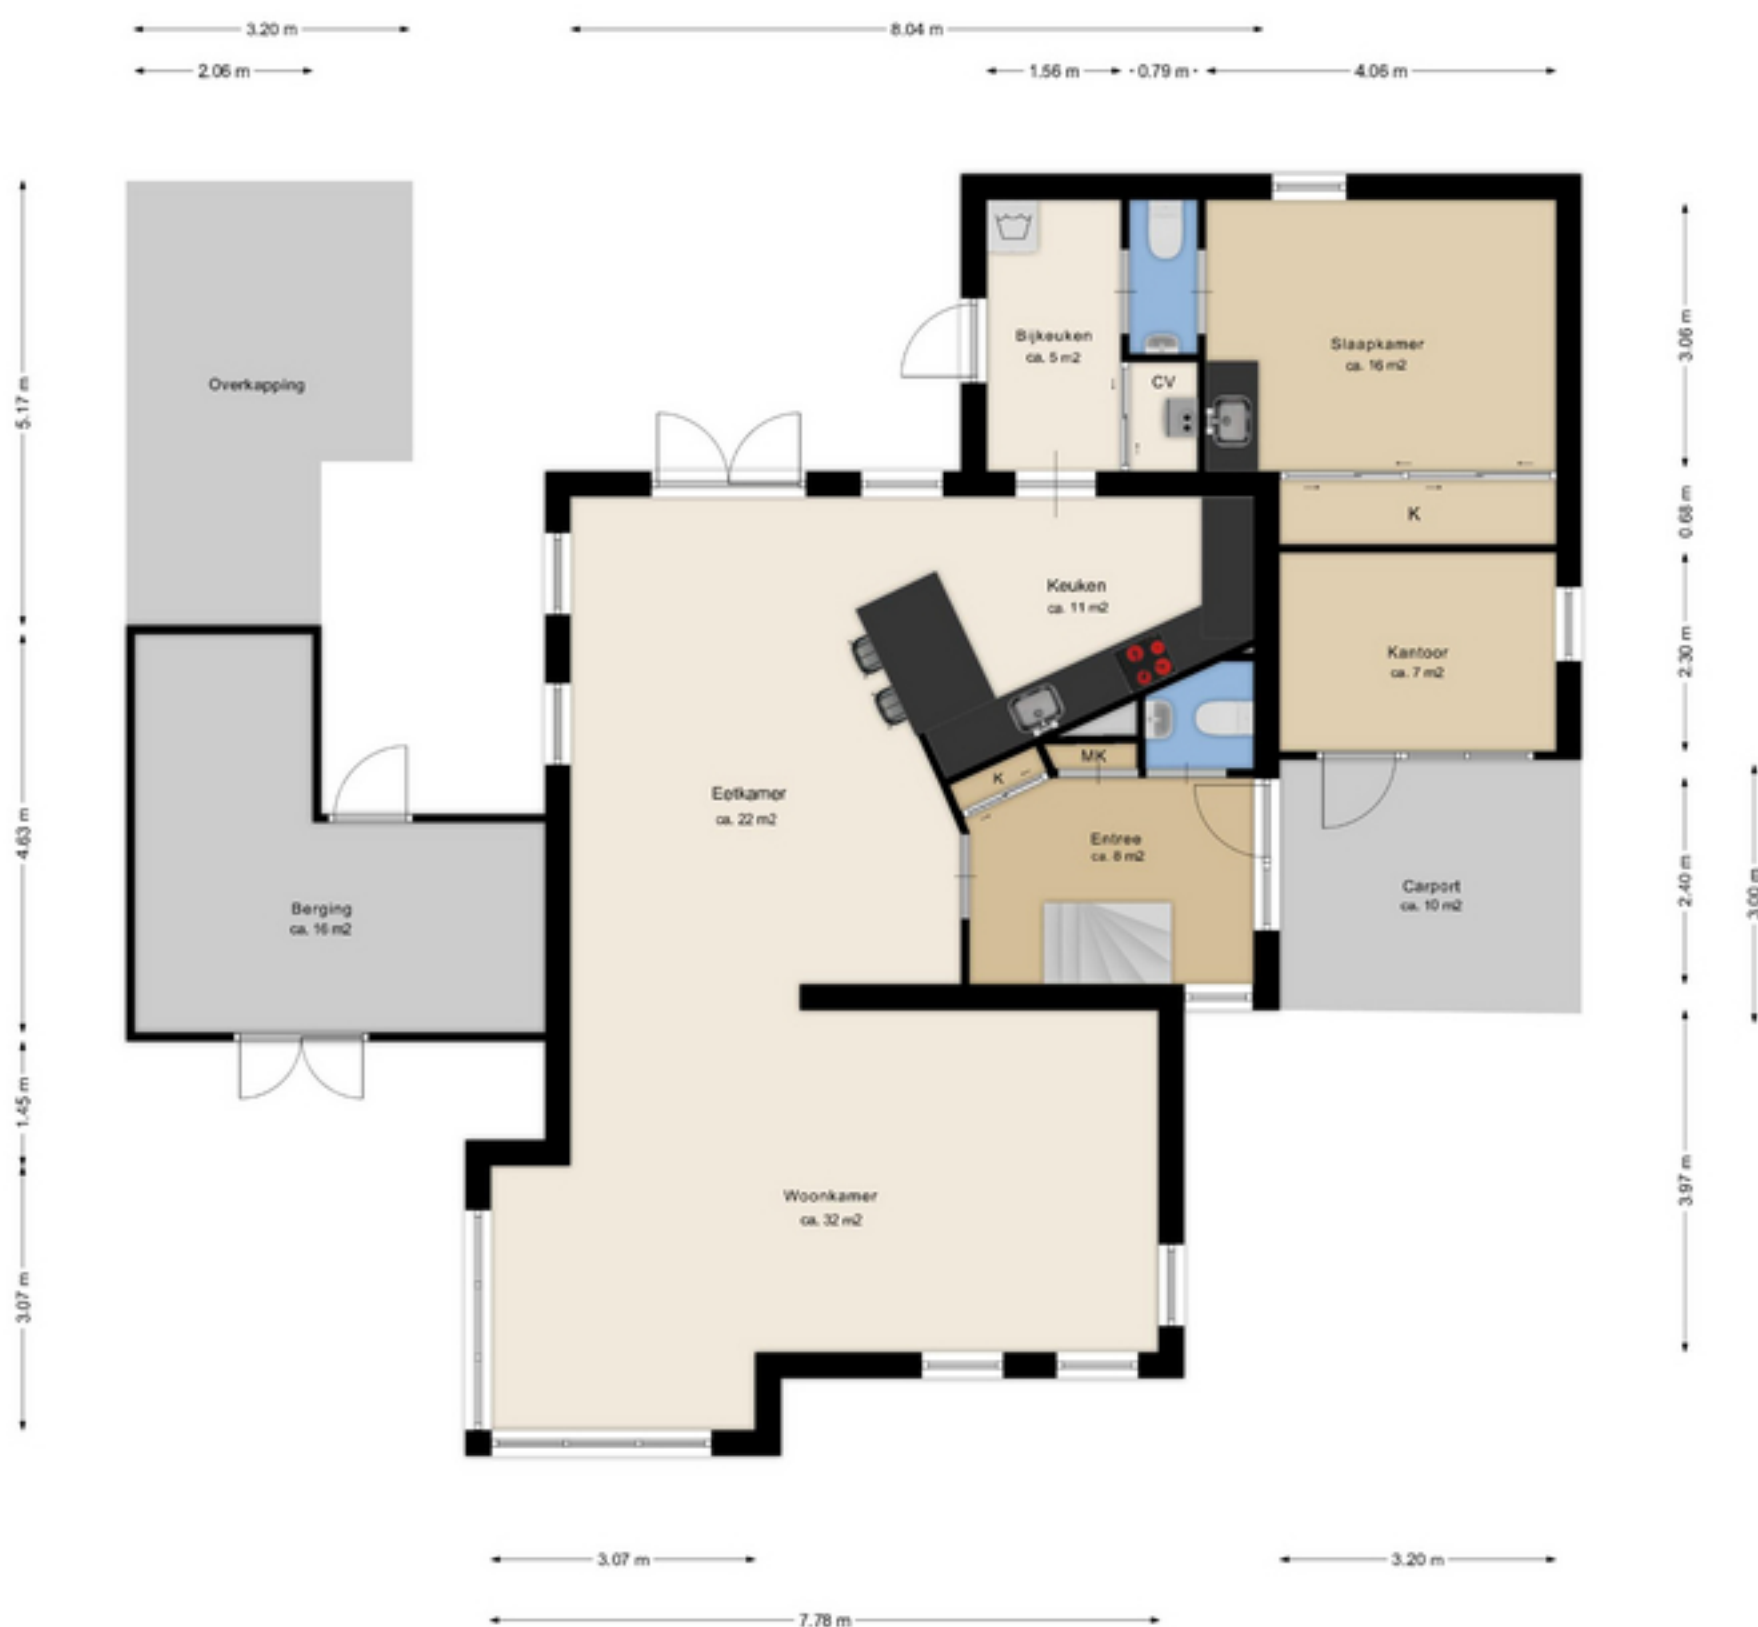 3.20 m
8.04 m
2.06 m
1.56 m
0.79 m
4.06 m
5.17 m
4.63 m
1.45 m
3.07 m
Overkapping
Bijkeuken
ca. 5 m2
CV
Slaapkamer
ca. 16 m2
K
Keuken
ca. 11 m2
Kantoor
ca. 7 m2
MK
K
Eetkamer
ca. 22 m2
Entree
ca. 8 m2
Carport
ca. 10 m2
Berging
ca. 16 m2
Woonkamer
ca. 32 m2
3.06 m
0.68 m
2.30 m
2.40 m
3.00 m
3.97 m
3.07 m
3.20 m
7.78 m